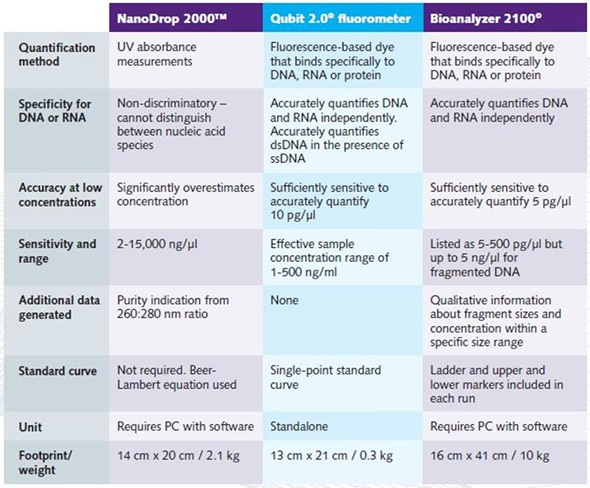 NanoDrop 2000™
Qubit 2.0® fluorometer
Bioanalyzer 2100®
Quantification
method
UV absorbance
measurements
Fluorescence-based dye
that binds specifically to
DNA, RNA or protein
Fluorescence-based dye
that binds specifically to
DNA, RNA or protein
Specificity for
DNA or RNA
Non-discriminatory –
cannot distinguish
between nucleic acid
species
Accurately quantifies DNA
and RNA independently.
Accurately quantifies
dsDNA in the presence of
ssDNA
Accurately quantifies DNA
and RNA independently
Accuracy at low
concentrations
Significantly overestimates
concentration
Sufficiently sensitive to
accurately quantify
10 pg/µl
Sufficiently sensitive to
accurately quantify 5 pg/µl
Sensitivity and
range
2-15,000 ng/µl
Effective sample
concentration range of
1-500 ng/ml
Listed as 5-500 pg/µl but
up to 5 ng/µl for
fragmented DNA
Additional data
generated
Purity indication from
260:280 nm ratio
None
Qualitative information
about fragment sizes and
concentration within a
specific size range
Standard curve
Not required. Beer-
Lambert equation used
Single-point standard
curve
Ladder and upper and
lower markers included in
each run
Unit
Requires PC with software
Standalone
Requires PC with software
Footprint/
weight
14 cm x 20 cm / 2.1 kg
13 cm x 21 cm / 0.3 kg
16 cm x 41 cm / 10 kg